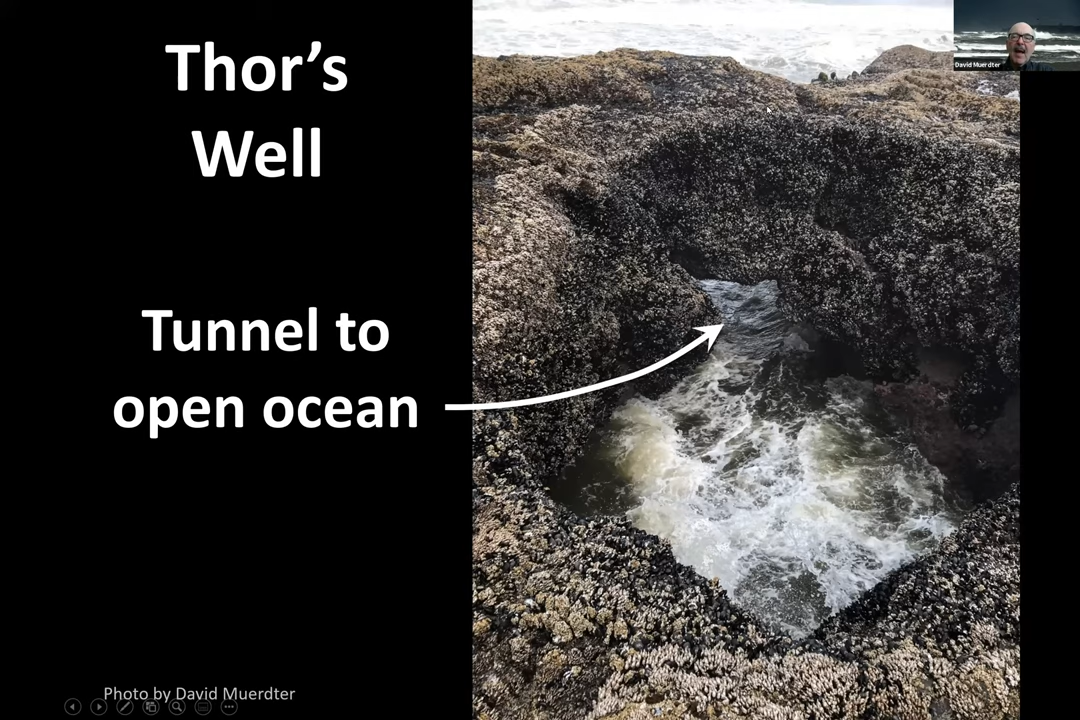 Thor's
Well
Tunnel to
open ocean
Photo by David Muerdter
David Muerdter